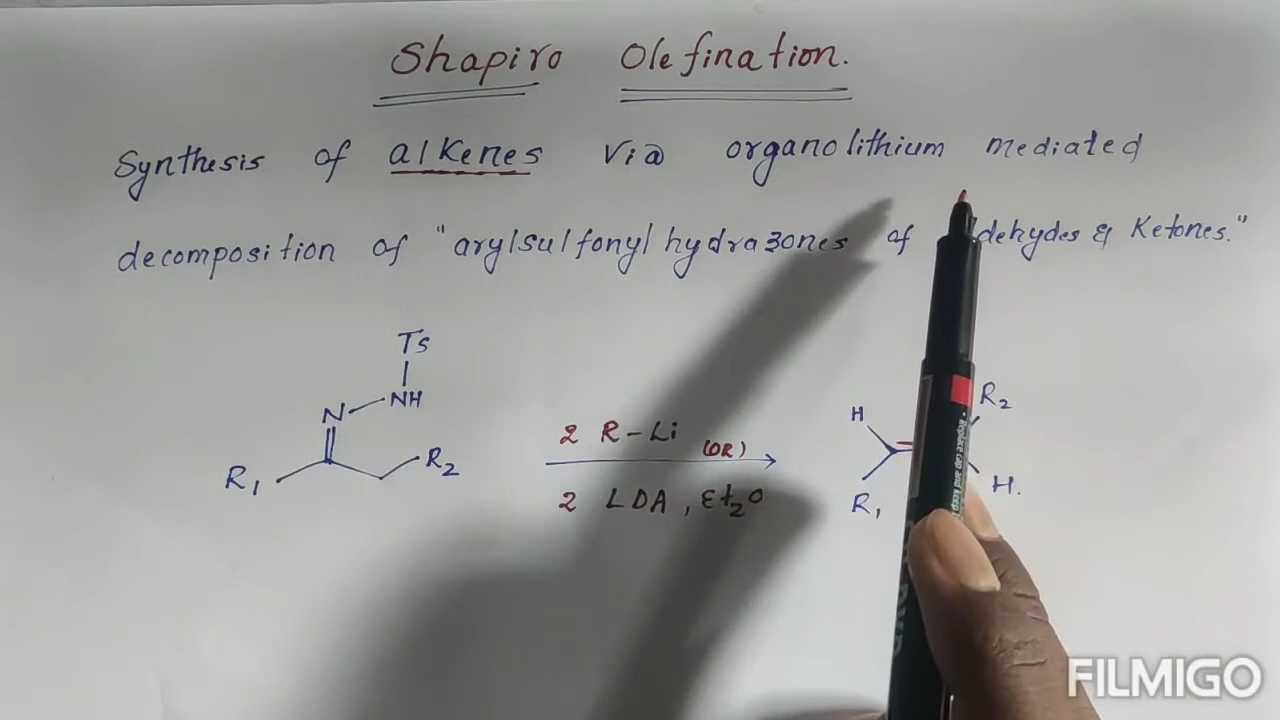 Shapiro Olefination.
Synthesis of alkenes via organolithium mediated
decomposition of "arylsulfonyl hydrazones of dehydes & Ketones."
Ts
N NH
R1 R2
2 R-Li (OR)
2 LDA, Et2O
H R2
R1 H.
FILMIGO